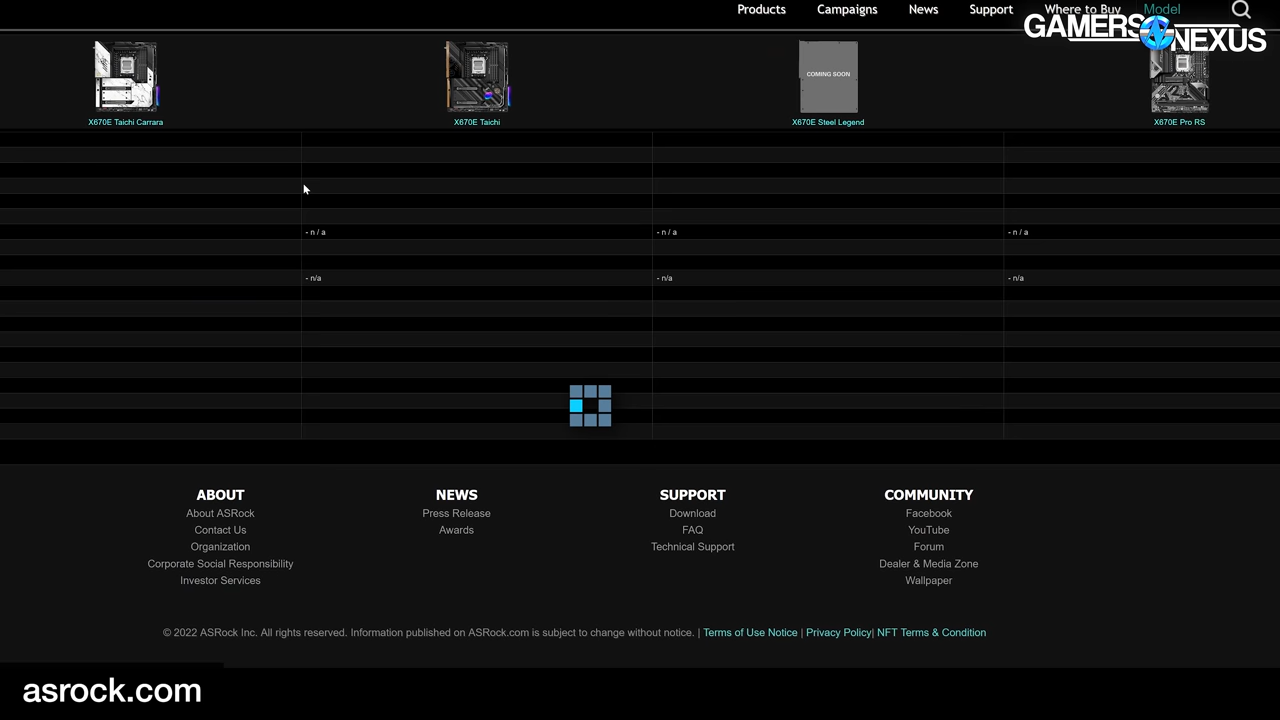 Products Campaigns News Support Where to Buy Model
GAMERS NEXUS
COMING SOON
X670E Taichi Carrara X670E Taichi X670E Steel Legend X670E Pro RS
- n / a - n / a - n / a
- n/a - n/a - n/a
ABOUT NEWS SUPPORT COMMUNITY
About ASRock Press Release Download Facebook
Contact Us Awards FAQ YouTube
Organization Technical Support Forum
Corporate Social Responsibility Dealer & Media Zone
Investor Services Wallpaper
© 2022 ASRock Inc. All rights reserved. Information published on ASRock.com is subject to change without notice. | Terms of Use Notice | Privacy Policy| NFT Terms & Condition
asrock.com